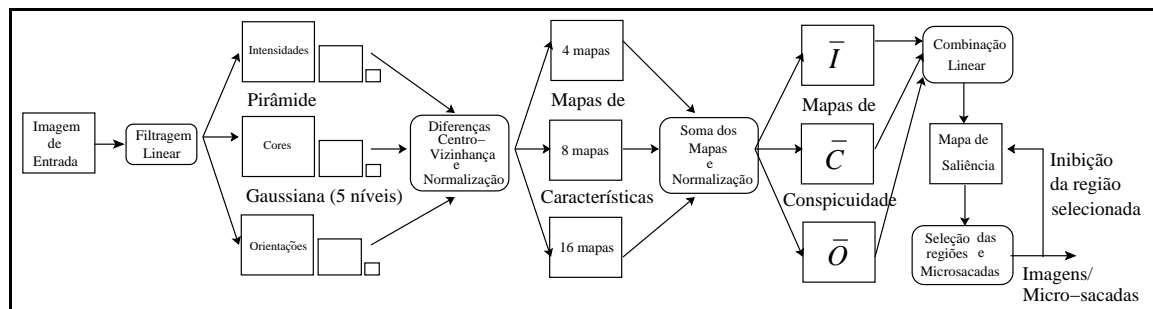 Imagem
de
Entrada
Filtragem
Linear
Intensidades
Pirâmide
Cores
Gaussiana (5 níveis)
Orientações
Diferenças
Centro-
Vizinhança
e
Normalização
4 mapas
Mapas de
8 mapas
Características
16 mapas
Soma dos
Mapas
e
Normalização
I
Mapas de
C
Conspicuidade
O
Combinação
Linear
Mapa de
Saliência
Seleção das
regiões e
Microsacadas
Inibição
da região
selecionada
Imagens/
Micro-sacadas